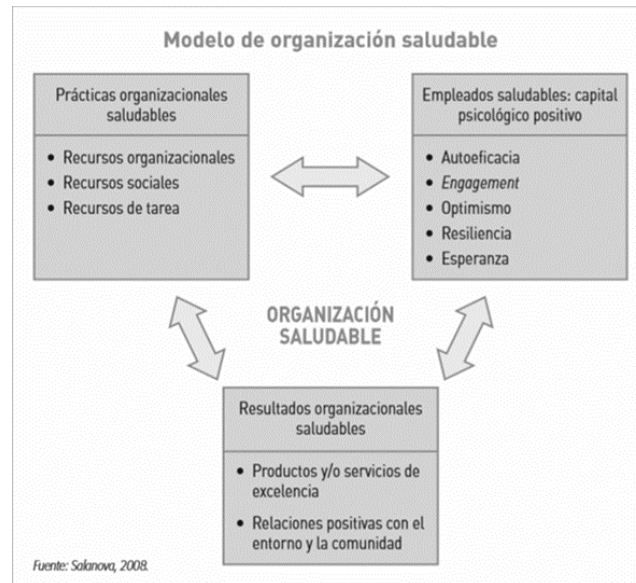 Modelo de organización saludable
Prácticas organizacionales
saludables
• Recursos organizacionales
• Recursos sociales
• Recursos de tarea
Empleados saludables: capital
psicológico positivo
• Autoeficacia
• Engagement
• Optimismo
• Resiliencia
• Esperanza
ORGANIZACIÓN
SALUDABLE
Resultados organizacionales
saludables
• Productos y/o servicios de
excelencia
• Relaciones positivas con el
entorno y la comunidad
Fuente: Salanova, 2008.